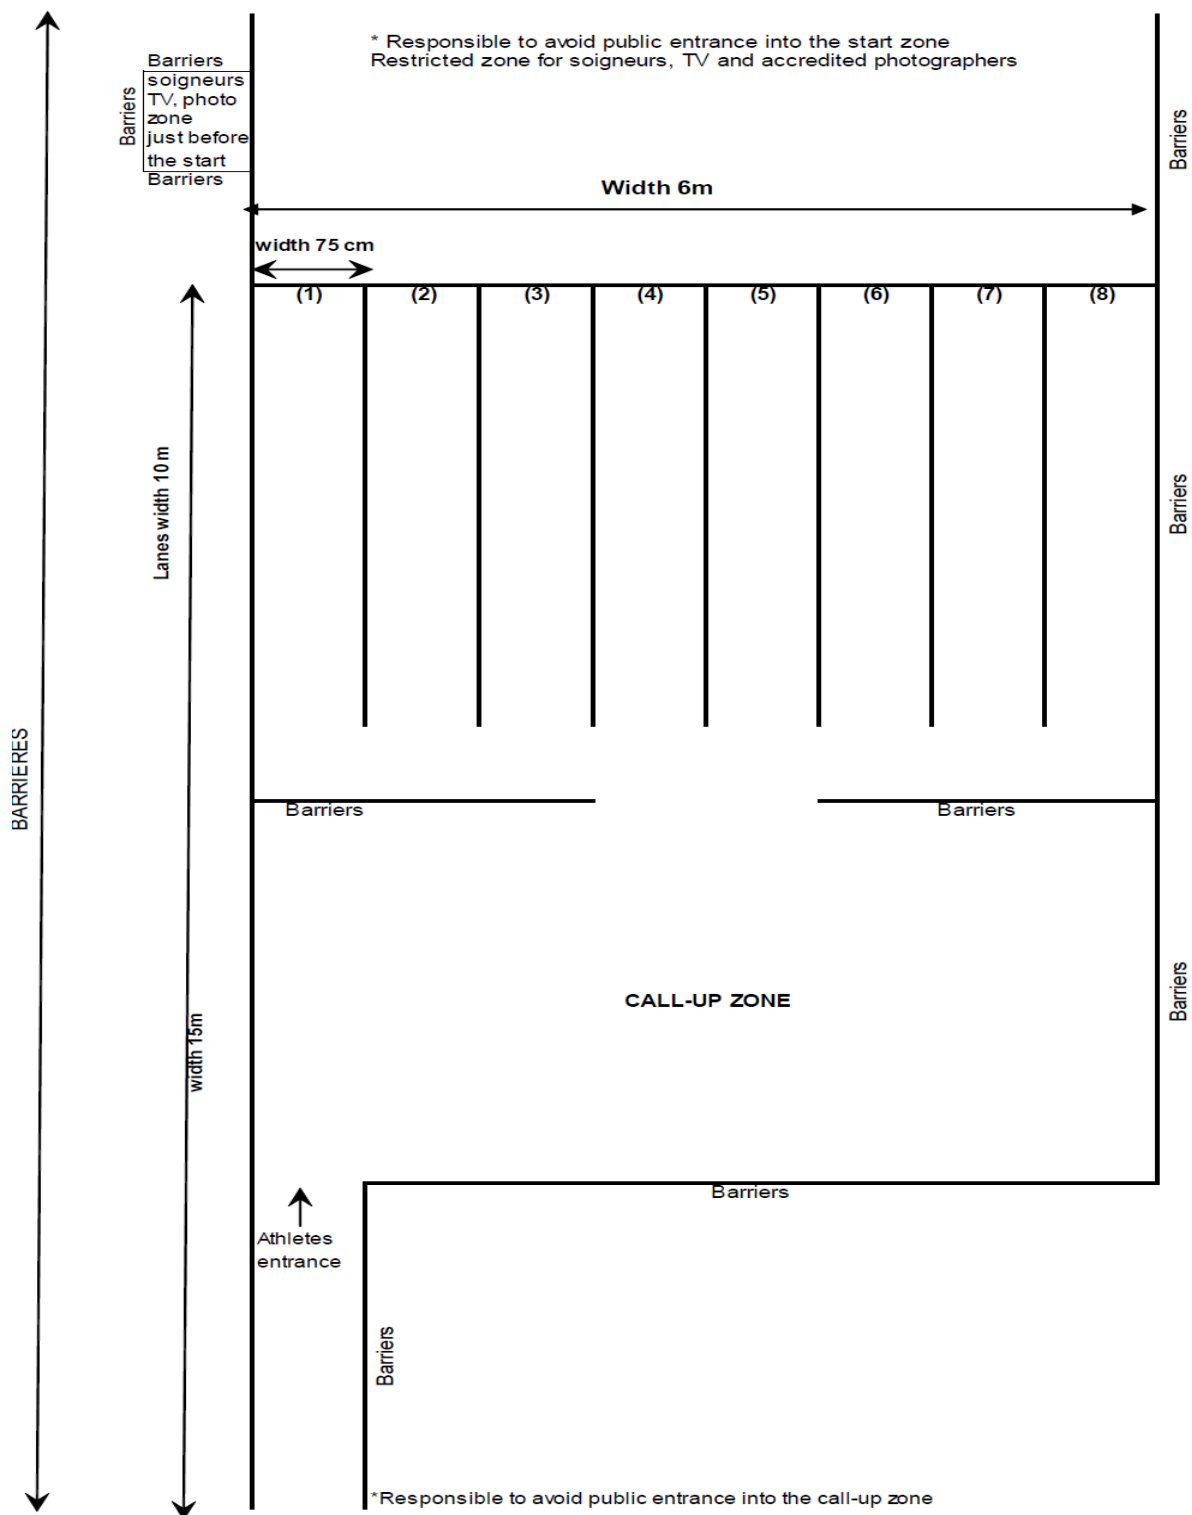 * Responsible to avoid public entrance into the start zone
Restricted zone for soigneurs, TV and accredited photographers
Barriers
Barriers
soigneurs
TV, photo
zone
just before
the start
Barriers
Barriers
Width 6m
width 75 cm
(1) (2) (3) (4) (5) (6) (7) (8)
Lanes width 10 m
Barriers
BARRIERES
Barriers
Barriers
CALL-UP ZONE
Barriers
width 15m
Barriers
Athletes
entrance
Barriers
*Responsible to avoid public entrance into the call-up zone